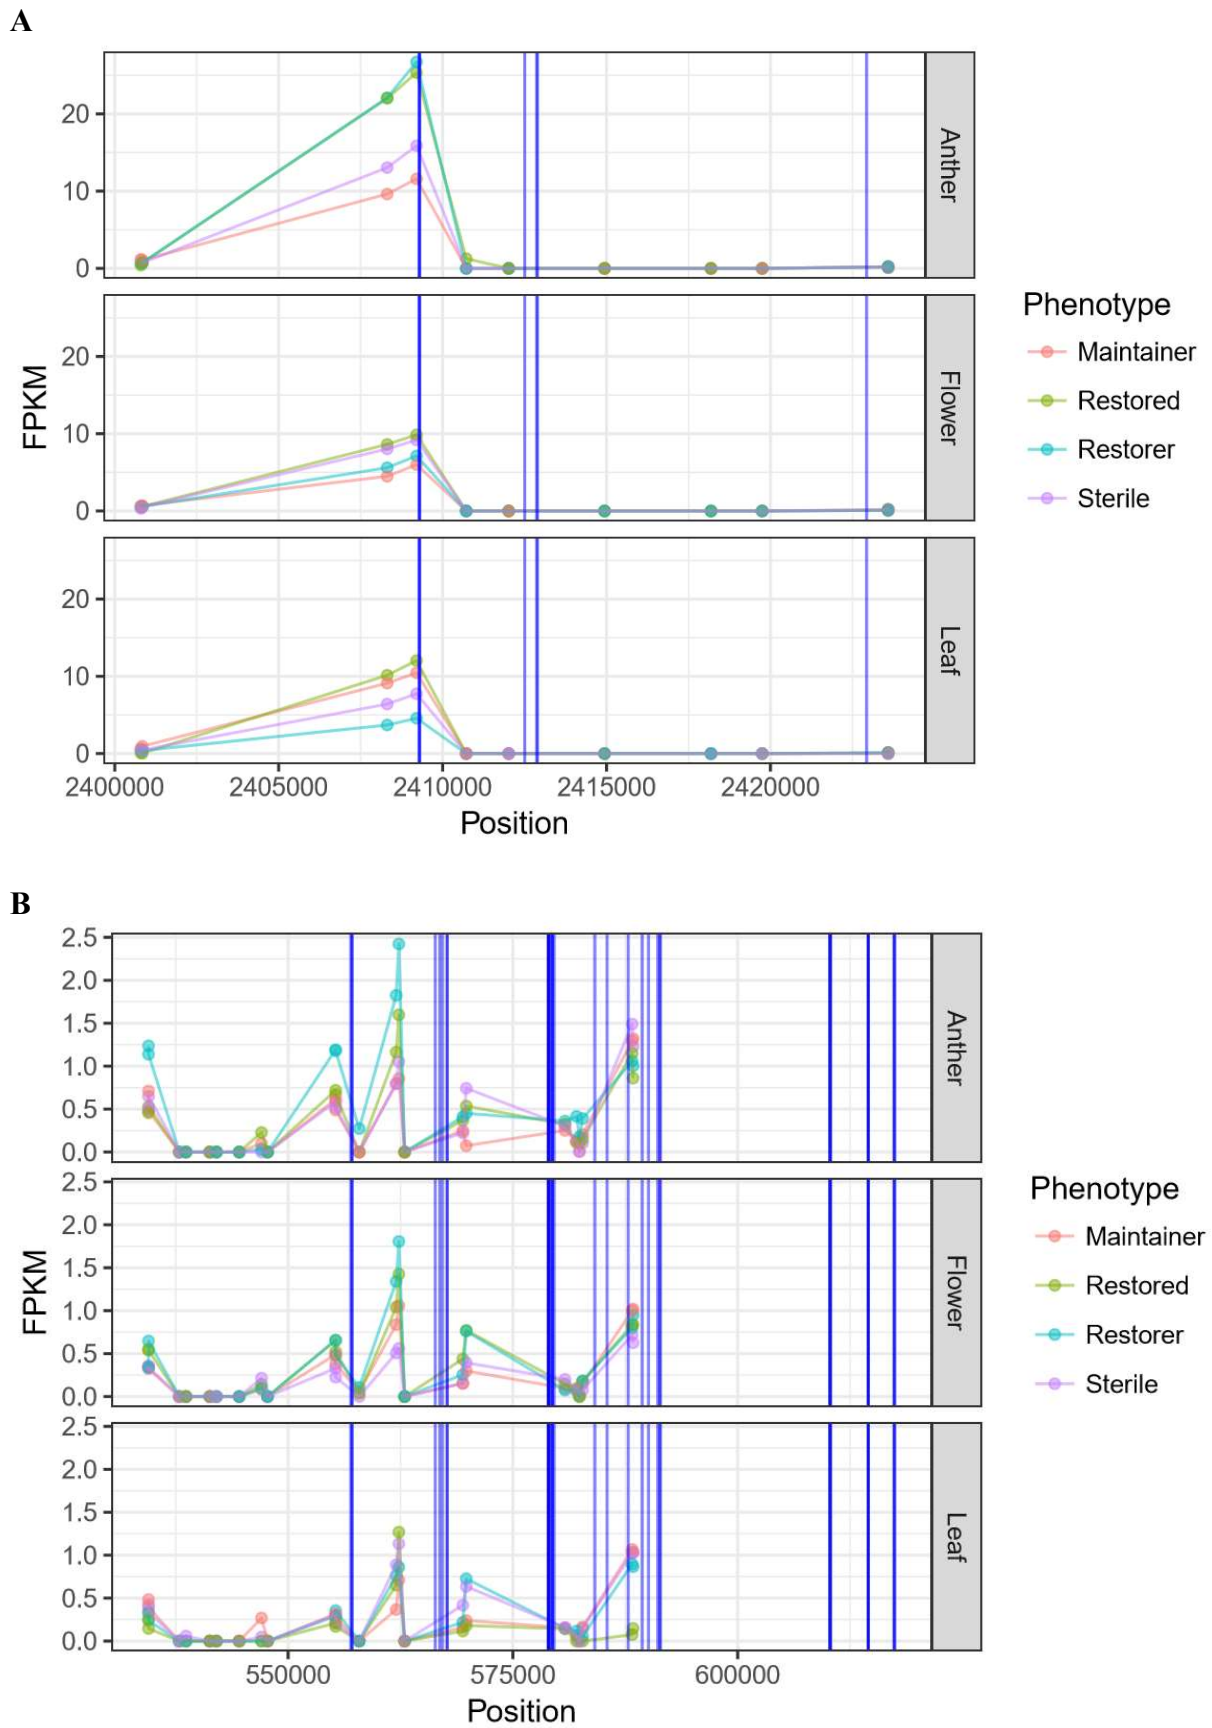 A
20
10
0
Anther
20
10
0
Flower
20
10
0
Leaf
FPKM
2400000 2405000 2410000 2415000 2420000
Position
Phenotype
Maintainer
Restored
Restorer
Sterile
B
2.5
2.0
1.5
1.0
0.5
0.0
Anther
2.5
2.0
1.5
1.0
0.5
0.0
Flower
2.5
2.0
1.5
1.0
0.5
0.0
Leaf
FPKM
550000 575000 600000
Position
Phenotype
Maintainer
Restored
Restorer
Sterile